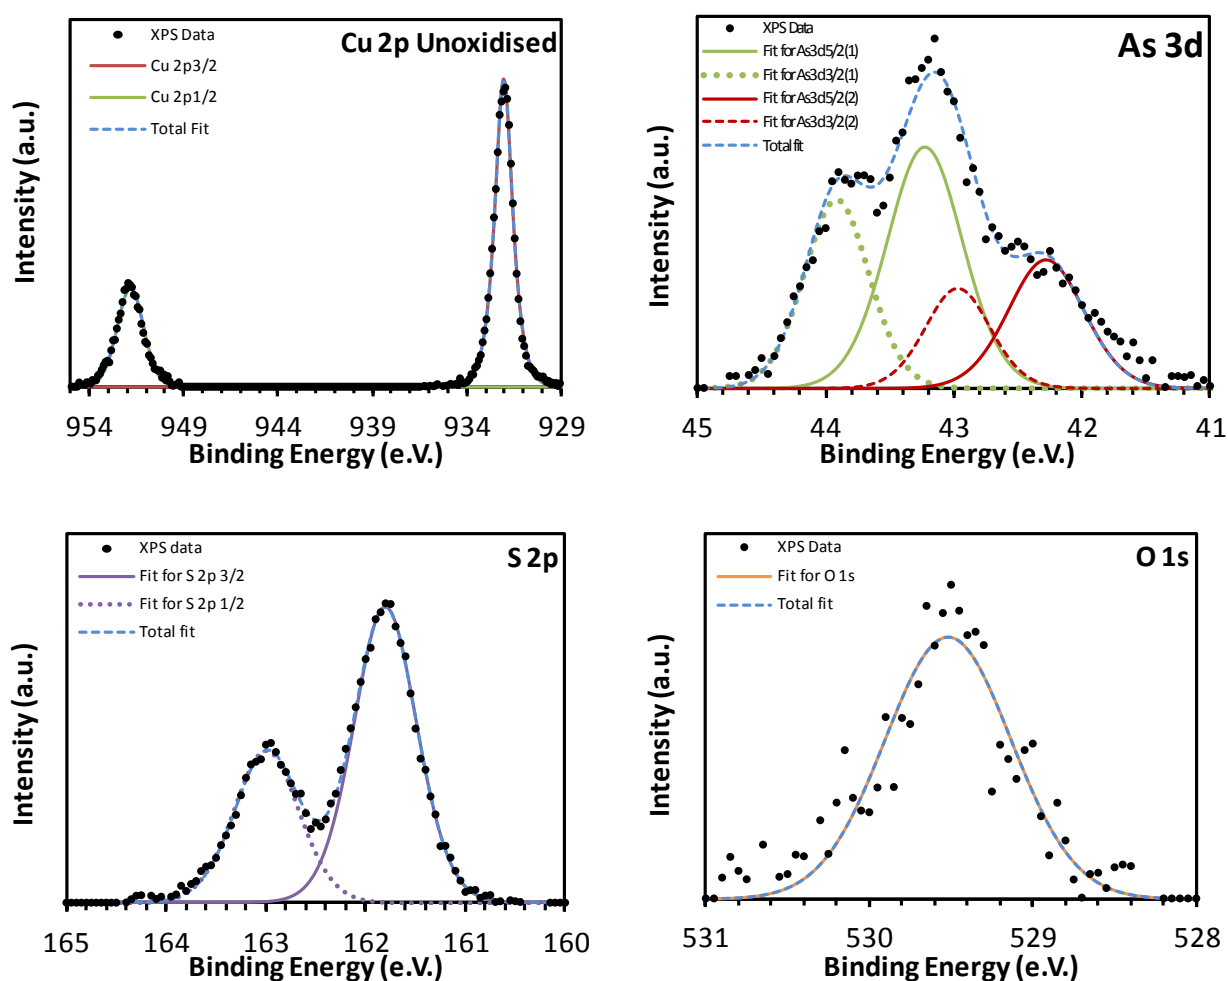 Cu 2p Unoxidised
XPS Data
Cu 2p3/2
Cu 2p1/2
Total Fit
Intensity (a.u.)
954 949 944 939 934 929
Binding Energy (e.V.)
As 3d
XPS Data
Fit for As3d5/2(1)
Fit for As3d3/2(1)
Fit for As3d5/2(2)
Fit for As3d3/2(2)
Total fit
Intensity (a.u.)
45 44 43 42 41
Binding Energy (e.V.)
S 2p
XPS data
Fit for S 2p 3/2
Fit for S 2p 1/2
Total fit
Intensity (a.u.)
165 164 163 162 161 160
Binding Energy (e.V.)
O 1s
XPS Data
Fit for O 1s
Total fit
Intensity (a.u.)
531 530 529 528
Binding Energy (e.V.)